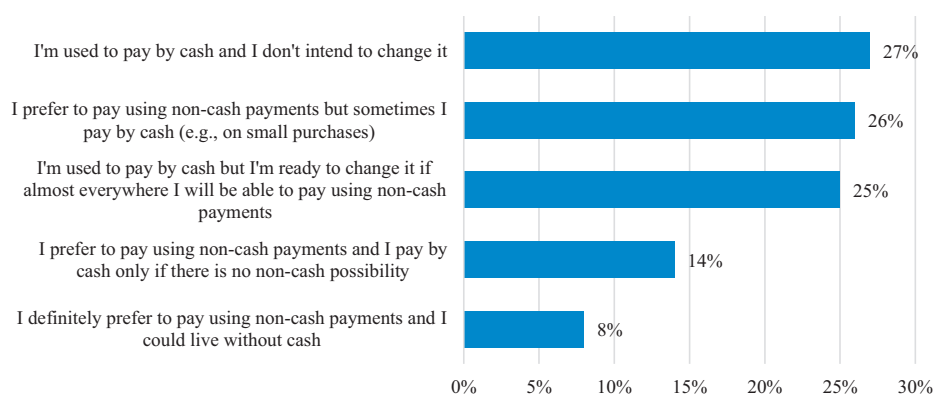 I'm used to pay by cash and I don't intend to change it
27%
I prefer to pay using non-cash payments but sometimes I
pay by cash (e.g., on small purchases)
26%
I'm used to pay by cash but I'm ready to change it if
almost everywhere I will be able to pay using non-cash
payments
25%
I prefer to pay using non-cash payments and I pay by
cash only if there is no non-cash possibility
14%
I definitely prefer to pay using non-cash payments and I
could live without cash
8%
0% 5% 10% 15% 20% 25% 30%